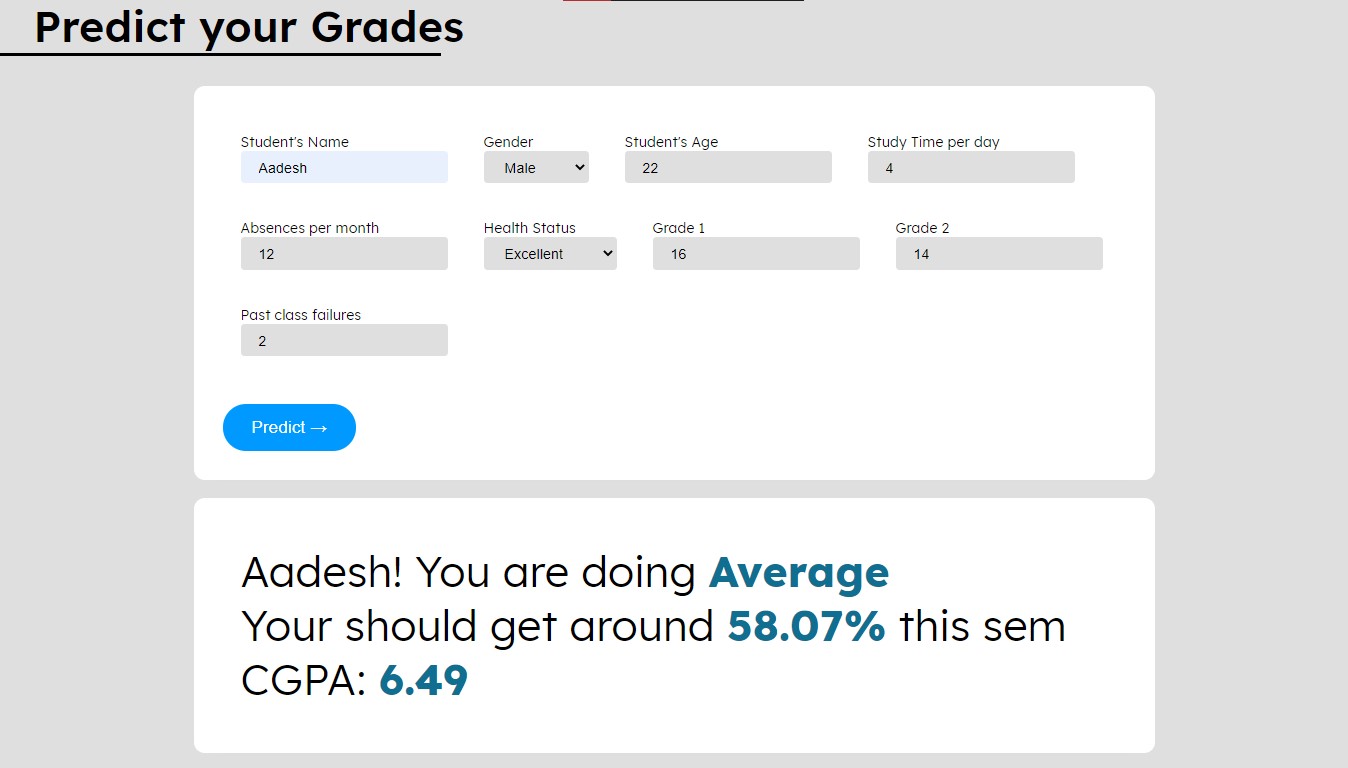 Predict your Grades
Student's Name
Gender
Student's Age
Study Time per day
Aadesh
Male
22
4
Absences per month
Health Status
Grade 1
Grade 2
12
Excellent
16
14
Past class failures
2
Predict →
Aadesh! You are doing Average
Your should get around 58.07% this sem
CGPA: 6.49